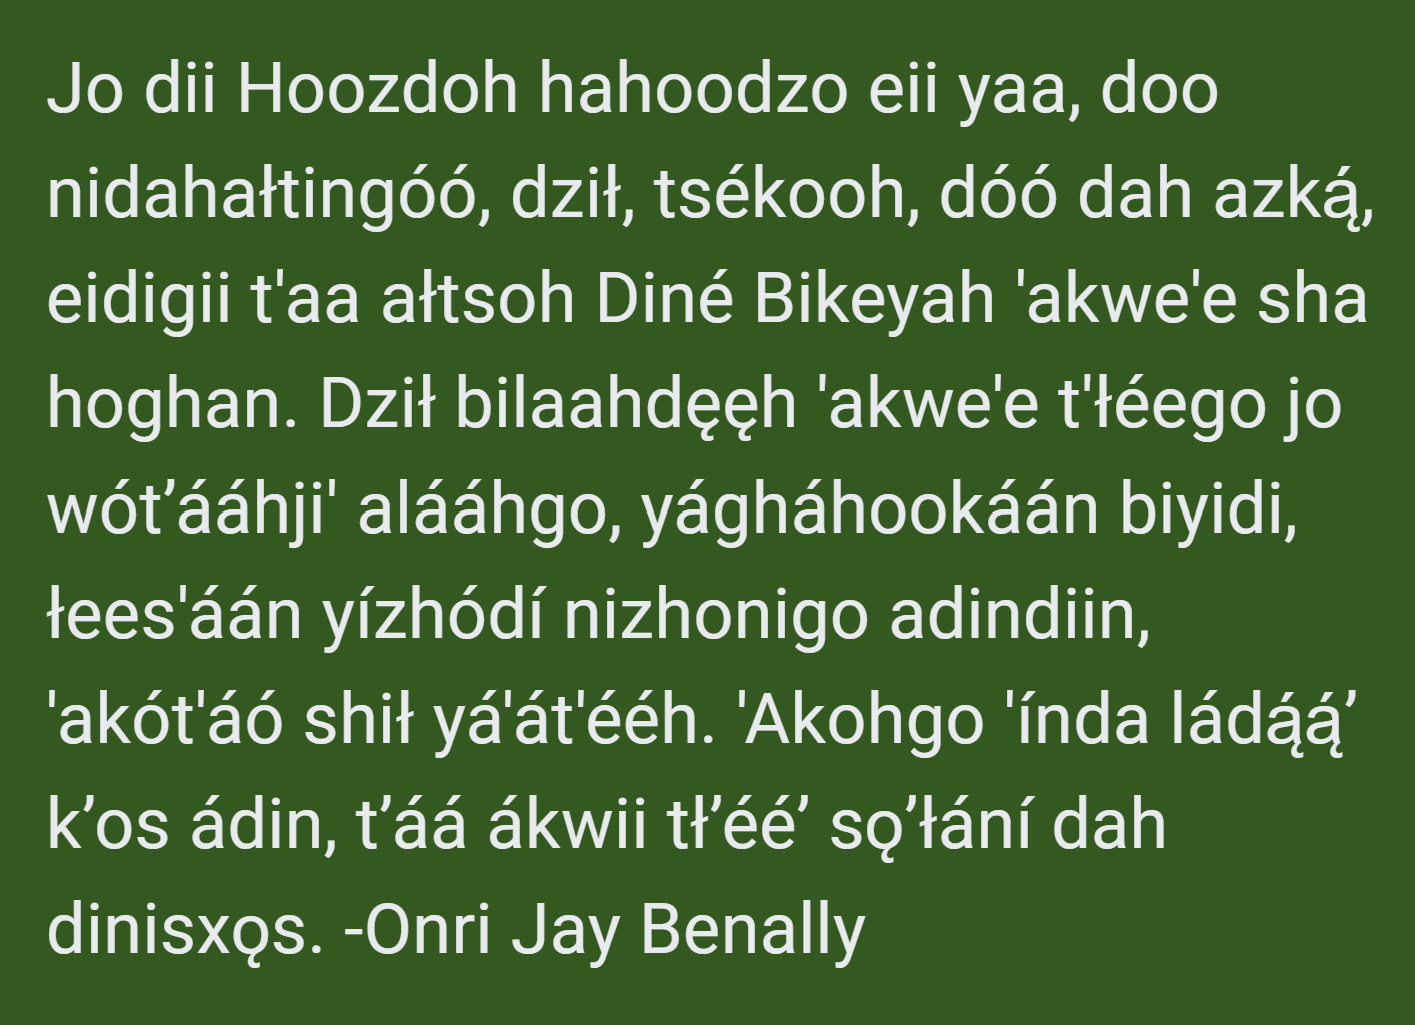 Jo dii Hoozdoh hahoodzo eii yaa, doo
nidahałtingóó, dził, tsékooh, dóó dah azką́,
eidigii t'aa ałtsoh Diné Bikeyah 'akwe'e sha
hoghan. Dził bilaahdęęh 'akwe'e t'łéego jo
wót’ááhji' alááhgo, yágháhookáán biyidi,
łees'áán yízhódí nizhonigo adindiin,
'akót'áó shił yá'át'ééh. 'Akohgo 'índa ládą́ą́’
k’os ádin, t’áá ákwii tł’éé’ sǫ’łání dah
dinisxǫs. -Onri Jay Benally